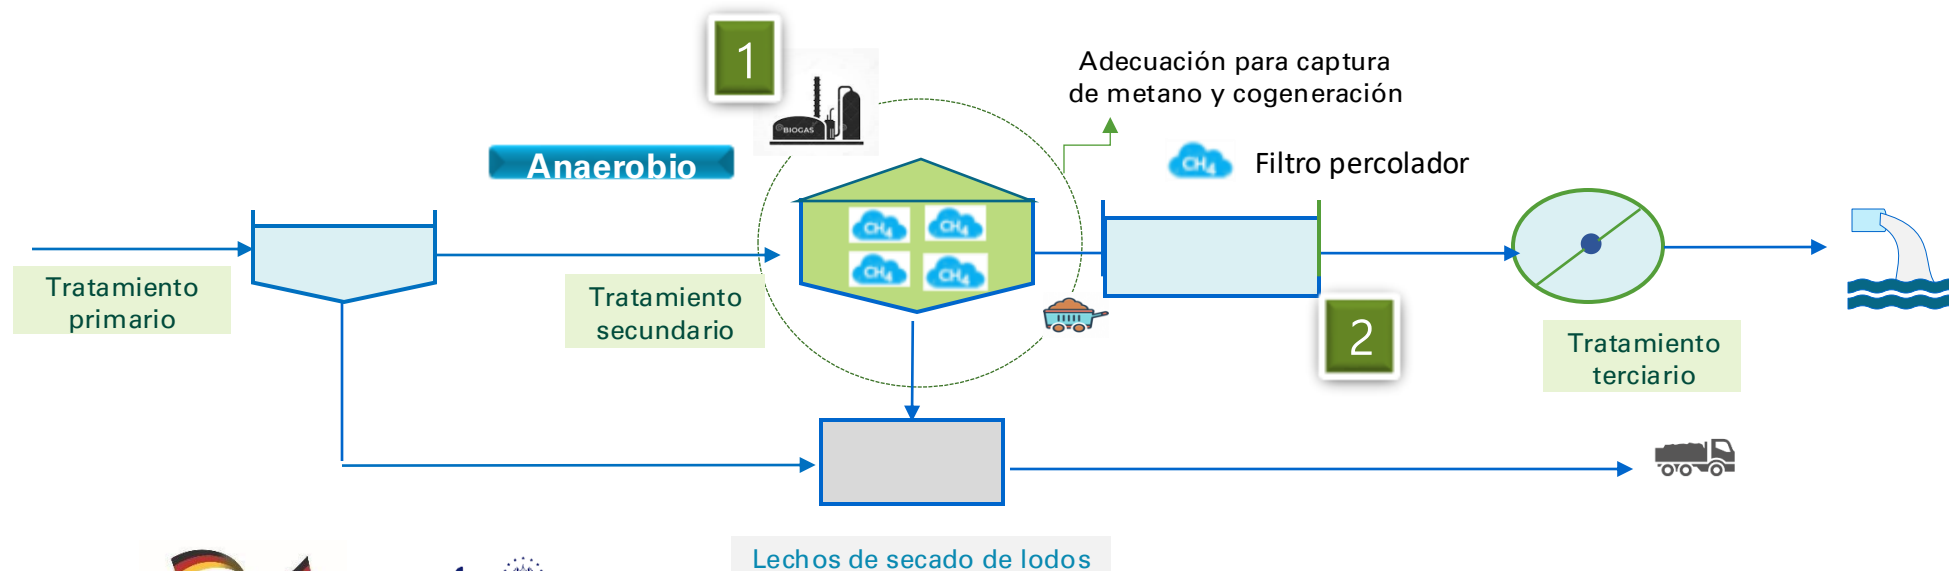 1
BIOGAS
Adecuación para captura
de metano y cogeneración
Anaerobio
CH4
Filtro percolador
CH4
CH4
CH4
CH4
Tratamiento
primario
Tratamiento
secundario
2
Tratamiento
terciario
Lechos de secado de lodos